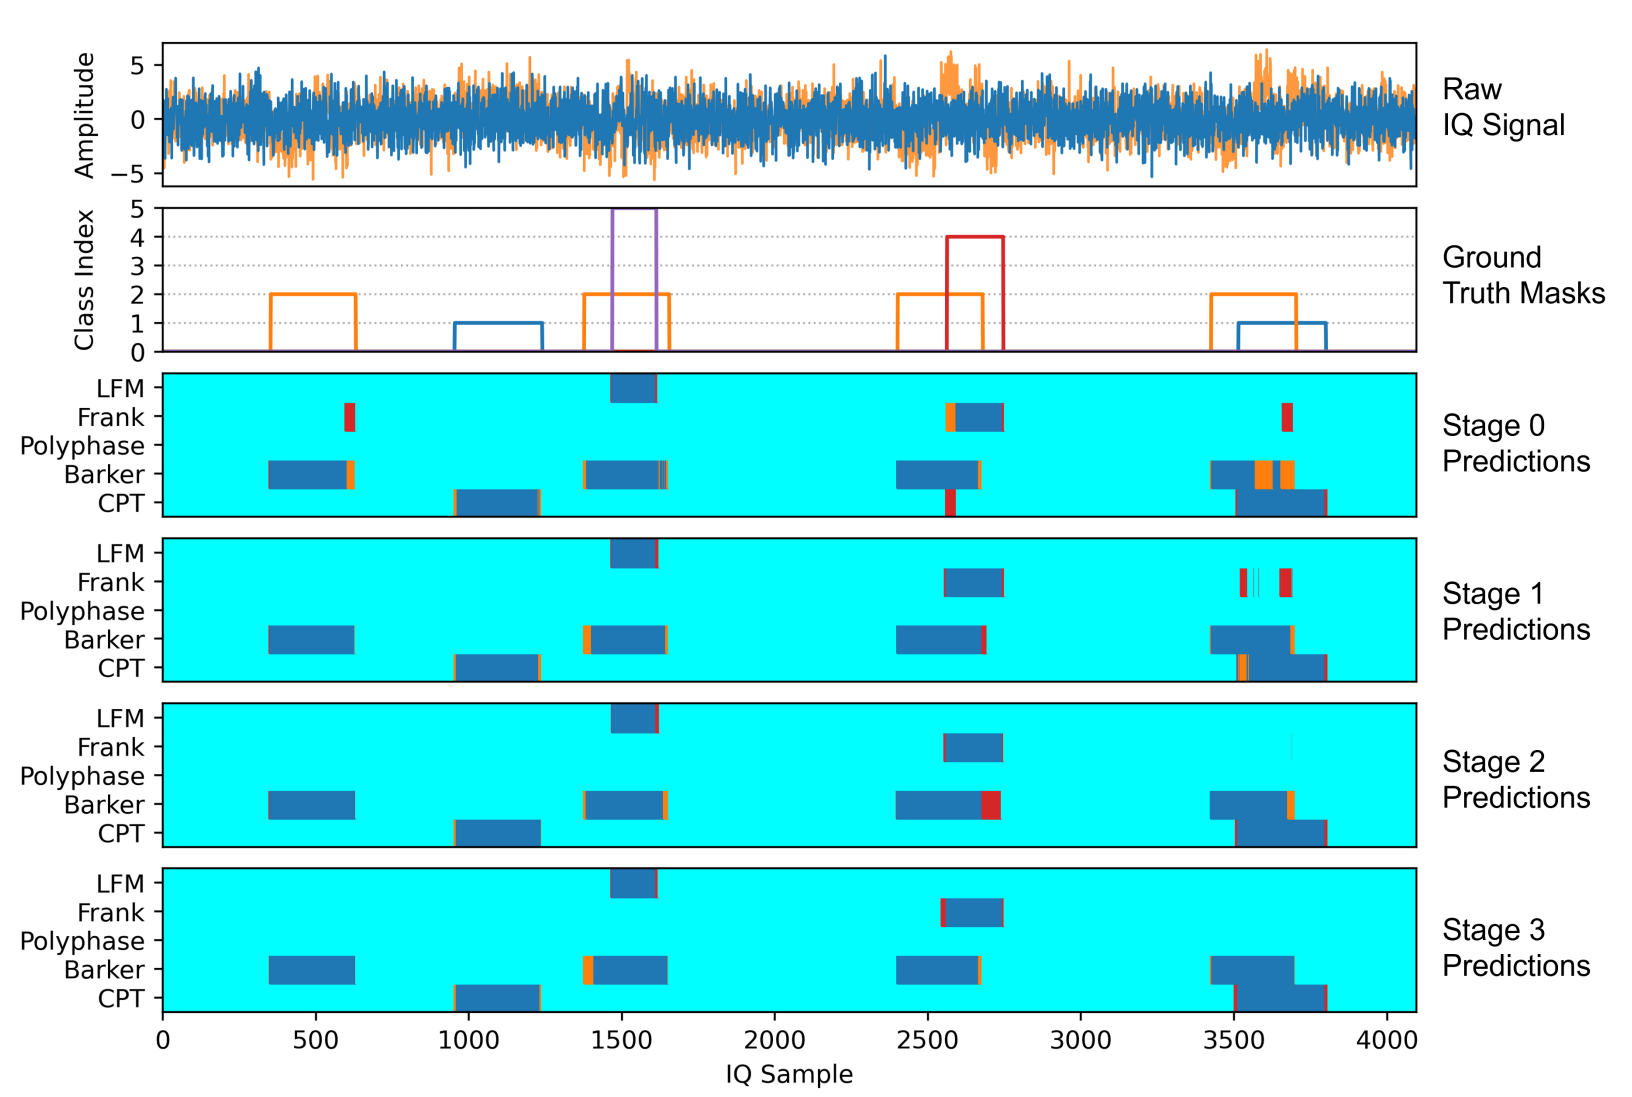 Amplitude
5
0
−5
Raw
IQ Signal
Class Index
5
4
3
2
1
0
Ground
Truth Masks
LFM
Frank
Polyphase
Barker
CPT
Stage 0
Predictions
LFM
Frank
Polyphase
Barker
CPT
Stage 1
Predictions
LFM
Frank
Polyphase
Barker
CPT
Stage 2
Predictions
LFM
Frank
Polyphase
Barker
CPT
Stage 3
Predictions
0 500 1000 1500 2000 2500 3000 3500 4000
IQ Sample